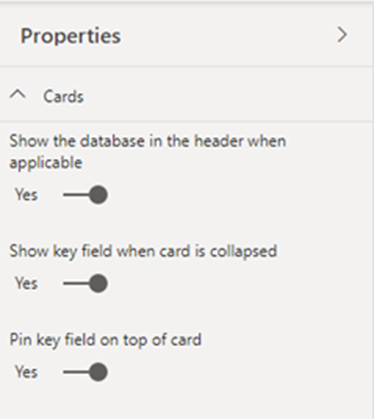 Properties
Cards
Show the database in the header when
applicable
Yes
Show key field when card is collapsed
Yes
Pin key field on top of card
Yes